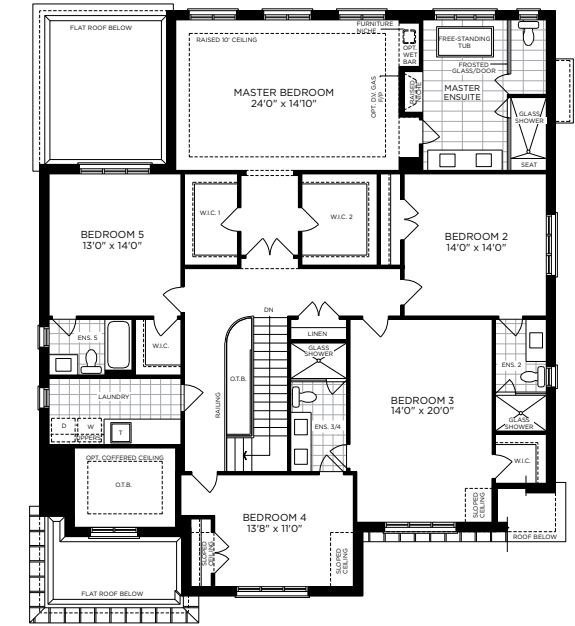 FLAT ROOF BELOW
RAISED 10' CEILING
FURNITURE
NICHE
OPT.
WET
BAR
FREE-STANDING
TUB
FROSTED
GLASS/DOOR
MASTER BEDROOM
24'0" x 14'10"
OPT. D.V. GAS
F/P
RAISED
NICHE
MASTER
ENSUITE
GLASS
SHOWER
SEAT
BEDROOM 5
13'0" x 14'0"
W.I.C. 1
W.I.C. 2
BEDROOM 2
14'0" x 14'0"
DN
ENS. 5
W.I.C.
LINEN
GLASS
SHOWER
ENS. 2
O.T.B.
RAILING
LAUNDRY
D
W
T
UPPERS
BEDROOM 3
14'0" x 20'0"
GLASS
SHOWER
ENS. 3/4
OPT. COFFERED CEILING
O.T.B.
W.I.C.
SLOPED
CEILING
BEDROOM 4
13'8" x 11'0"
SLOPED
CEILING
SLOPED
CEILING
ROOF BELOW
FLAT ROOF BELOW